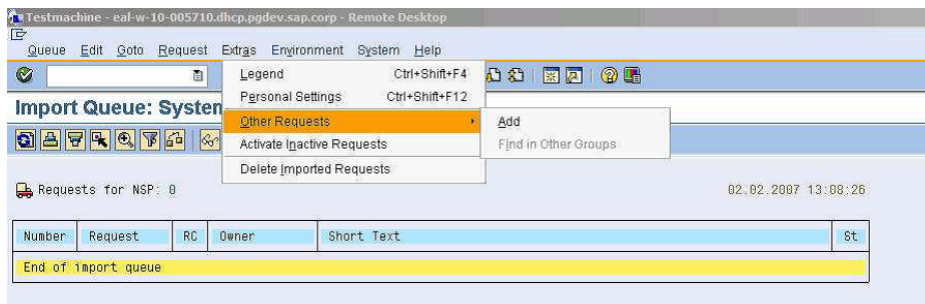 Testmachine - eal-w-10-005710.dhcp.pgdev.sap.corp - Remote Desktop
Queue Edit Goto Request Extras Environment System Help
Legend Ctrl+Shift+F4
Import Queue: System
Personal Settings Ctrl+Shift+F12
Other Requests Add
Activate Inactive Requests Find in Other Groups
Delete Imported Requests
Requests for NSP: 0 02.02.2007 13:08:26
Number Request RC Owner Short Text St
End of import queue